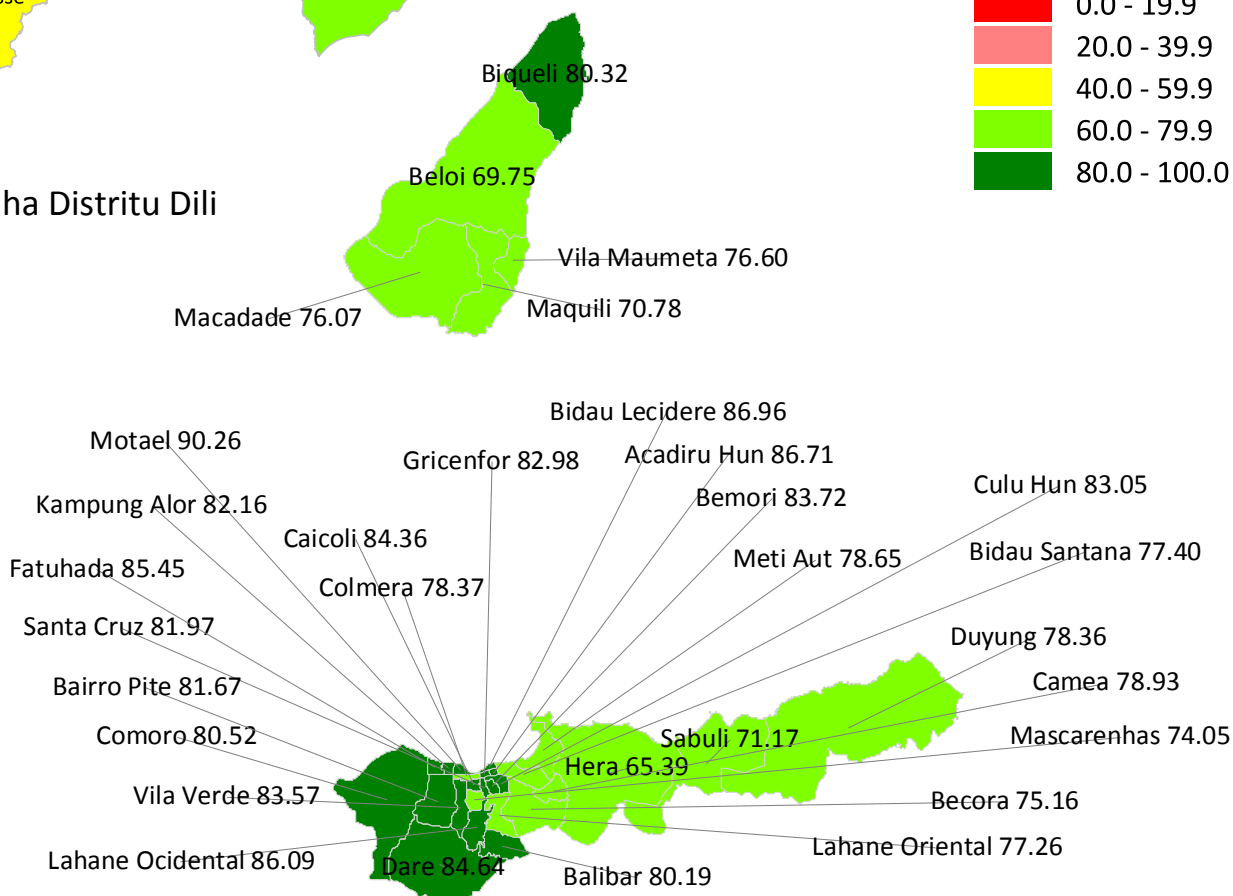 0.0 - 19.9
20.0 - 39.9
40.0 - 59.9
60.0 - 79.9
80.0 - 100.0
Biqueli 80.32
Beloi 69.75
ha Distritu Dili
Vila Maumeta 76.60
Maquili 70.78
Macadade 76.07
Bidau Lecidere 86.96
Motael 90.26
Gricenfor 82.98
Acadiru Hun 86.71
Culu Hun 83.05
Kampung Alor 82.16
Bemori 83.72
Caicoli 84.36
Meti Aut 78.65
Bidau Santana 77.40
Fatuhada 85.45
Colmera 78.37
Santa Cruz 81.97
Duyung 78.36
Bairro Pite 81.67
Camea 78.93
Comoro 80.52
Sabuli 71.17
Mascarenhas 74.05
Hera 65.39
Vila Verde 83.57
Becora 75.16
Lahane Oriental 77.26
Lahane Ocidental 86.09
Dare 84.64
Balibar 80.19